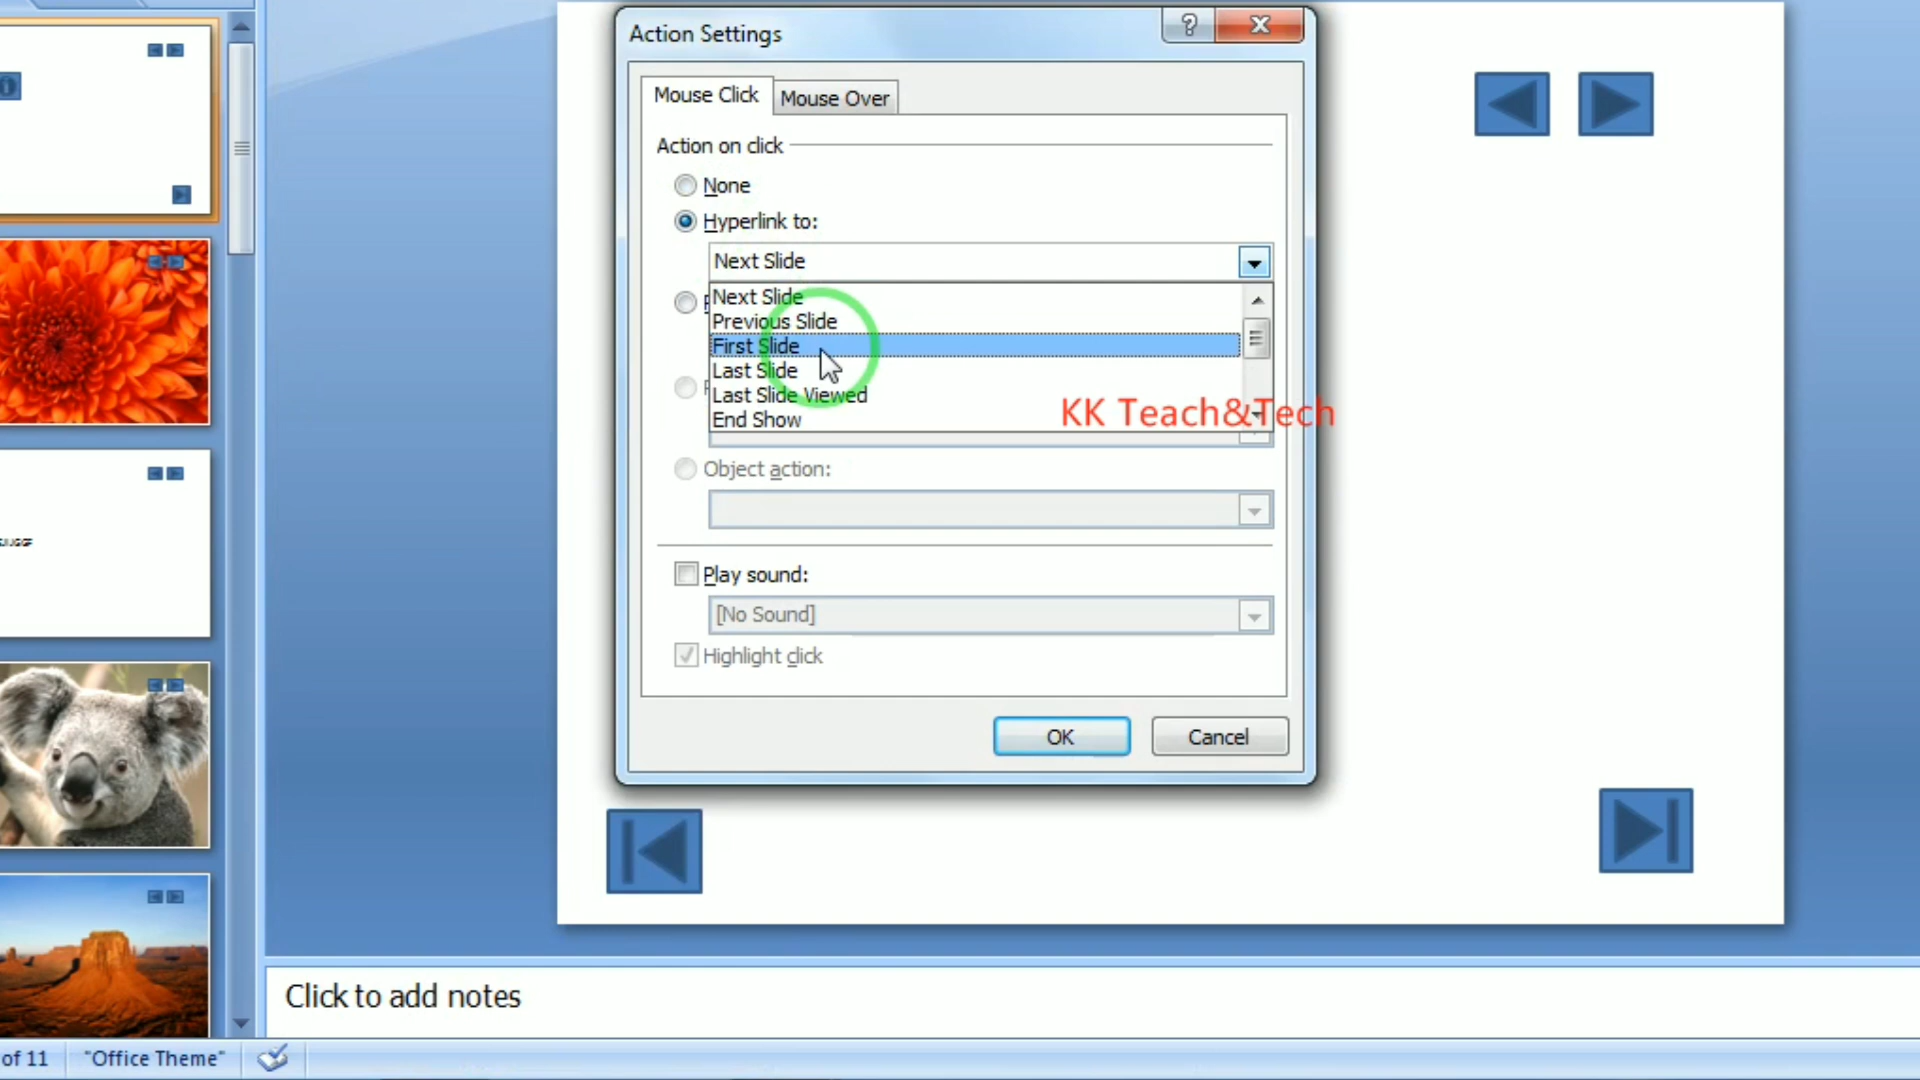 Action Settings
?
Mouse Click
Mouse Over
Action on click
None
Hyperlink to:
Next Slide
Next Slide
Previous Slide
First Slide
Last Slide
Last Slide Viewed
End Show
KK Teach&Tech
Object action:
Play sound:
[No Sound]
Highlight click
OK
Cancel
Click to add notes
of 11
"Office Theme"